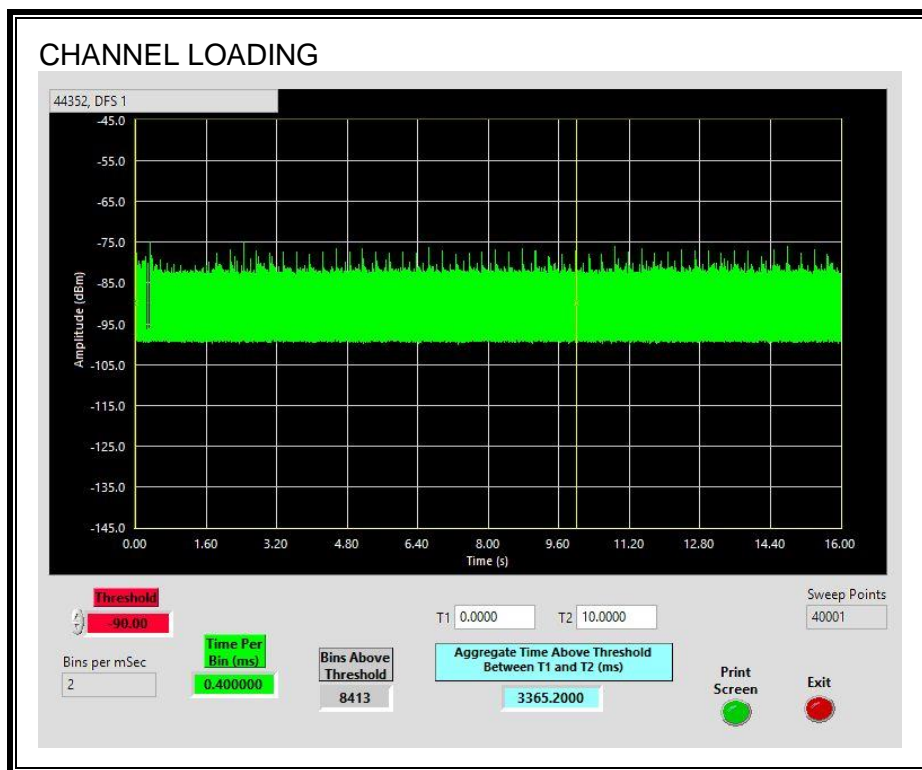 CHANNEL LOADING
44352, DFS 1
-45.0
-55.0
-65.0
-75.0
-85.0
-95.0
-105.0
-115.0
-125.0
-135.0
-145.0
Amplitude (dBm)
0.00 1.60 3.20 4.80 6.40 8.00 9.60 11.20 12.80 14.40 16.00
Time (s)
Threshold
-90.00
Bins per mSec
2
Time Per
Bin (ms)
0.400000
Bins Above
Threshold
8413
T1 0.0000 T2 10.0000
Aggregate Time Above Threshold
Between T1 and T2 (ms)
3365.2000
Sweep Points
40001
Print
Screen
Exit